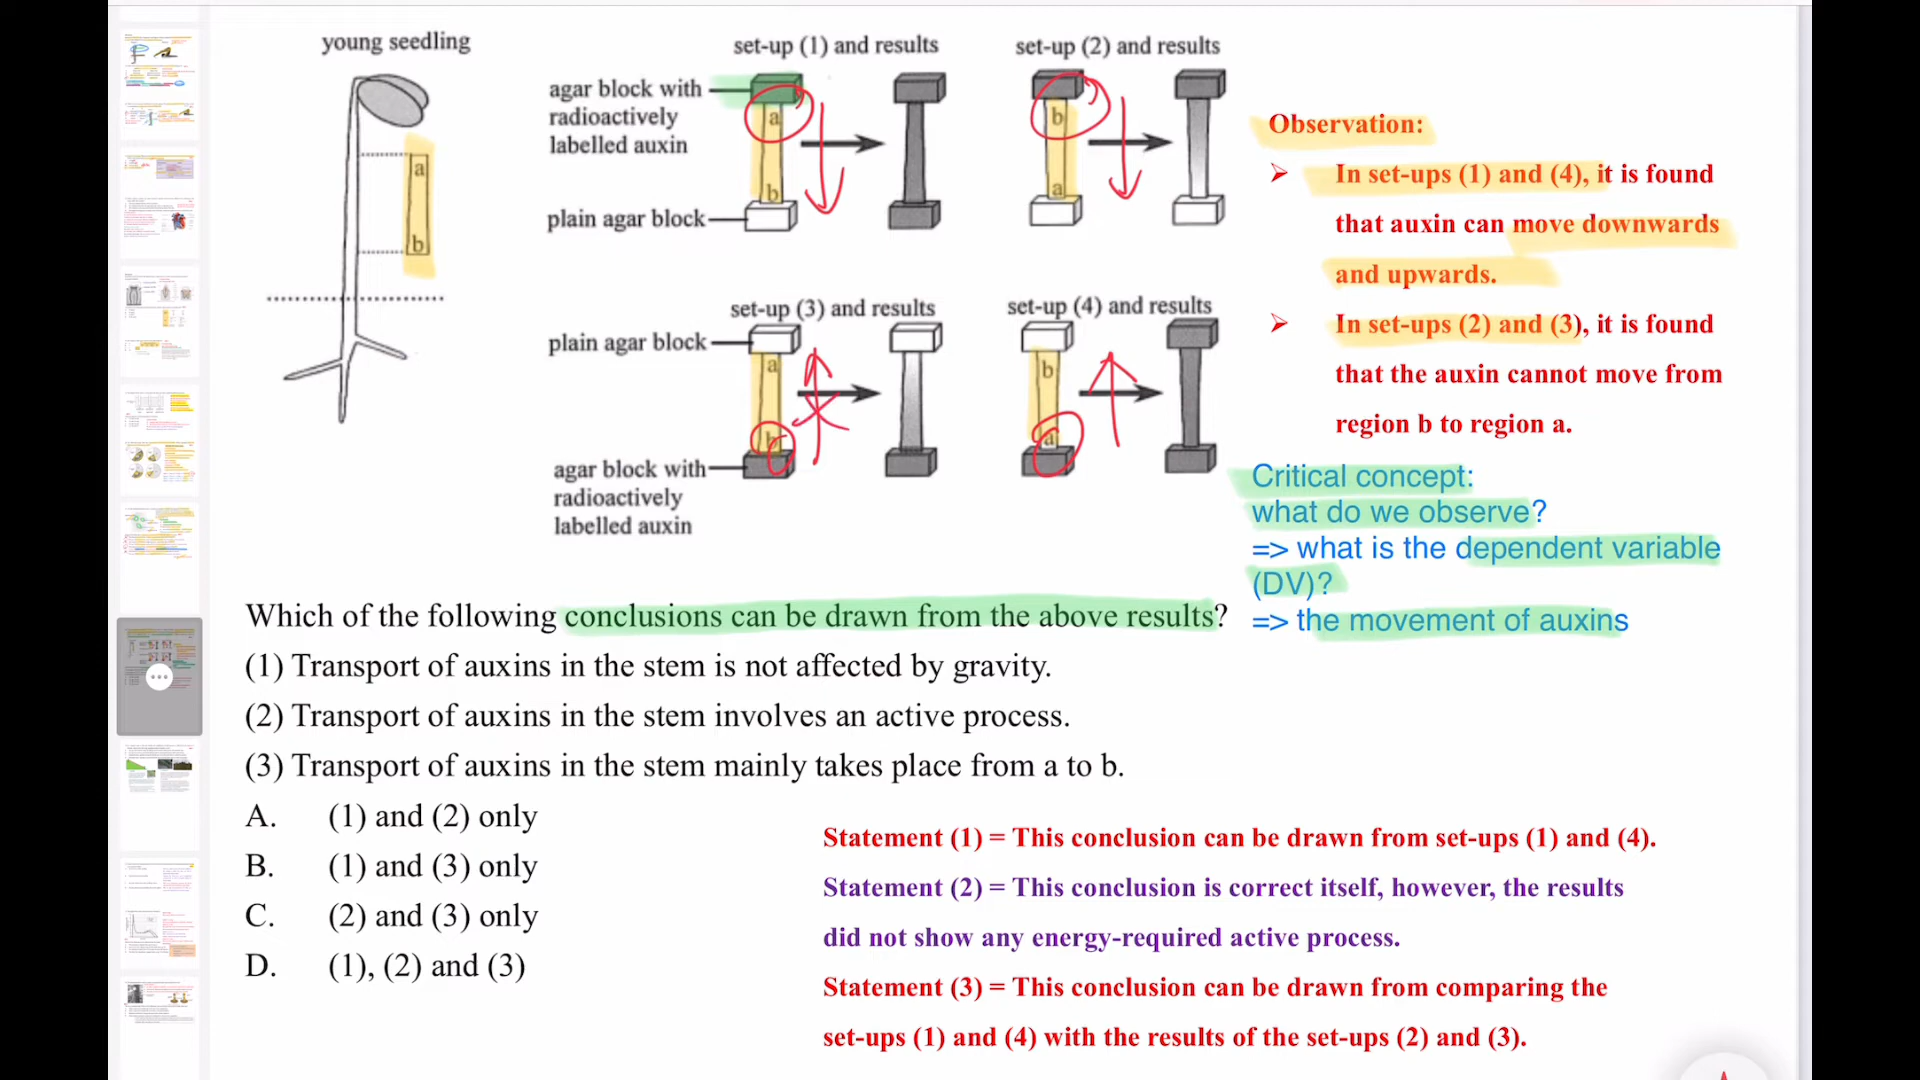 young seedling
a
b
set-up (1) and results
set-up (2) and results
agar block with
radioactively
labelled auxin
plain agar block
a
b
b
a
set-up (3) and results
set-up (4) and results
plain agar block
agar block with
radioactively
labelled auxin
a
b
b
a
Observation:
➢ In set-ups (1) and (4), it is found
that auxin can move downwards
and upwards.
➢ In set-ups (2) and (3), it is found
that the auxin cannot move from
region b to region a.
Critical concept:
what do we observe?
=> what is the dependent variable
(DV)?
=> the movement of auxins
Which of the following conclusions can be drawn from the above results?
(1) Transport of auxins in the stem is not affected by gravity.
(2) Transport of auxins in the stem involves an active process.
(3) Transport of auxins in the stem mainly takes place from a to b.
A. (1) and (2) only
B. (1) and (3) only
C. (2) and (3) only
D. (1), (2) and (3)
Statement (1) = This conclusion can be drawn from set-ups (1) and (4).
Statement (2) = This conclusion is correct itself, however, the results
did not show any energy-required active process.
Statement (3) = This conclusion can be drawn from comparing the
set-ups (1) and (4) with the results of the set-ups (2) and (3).